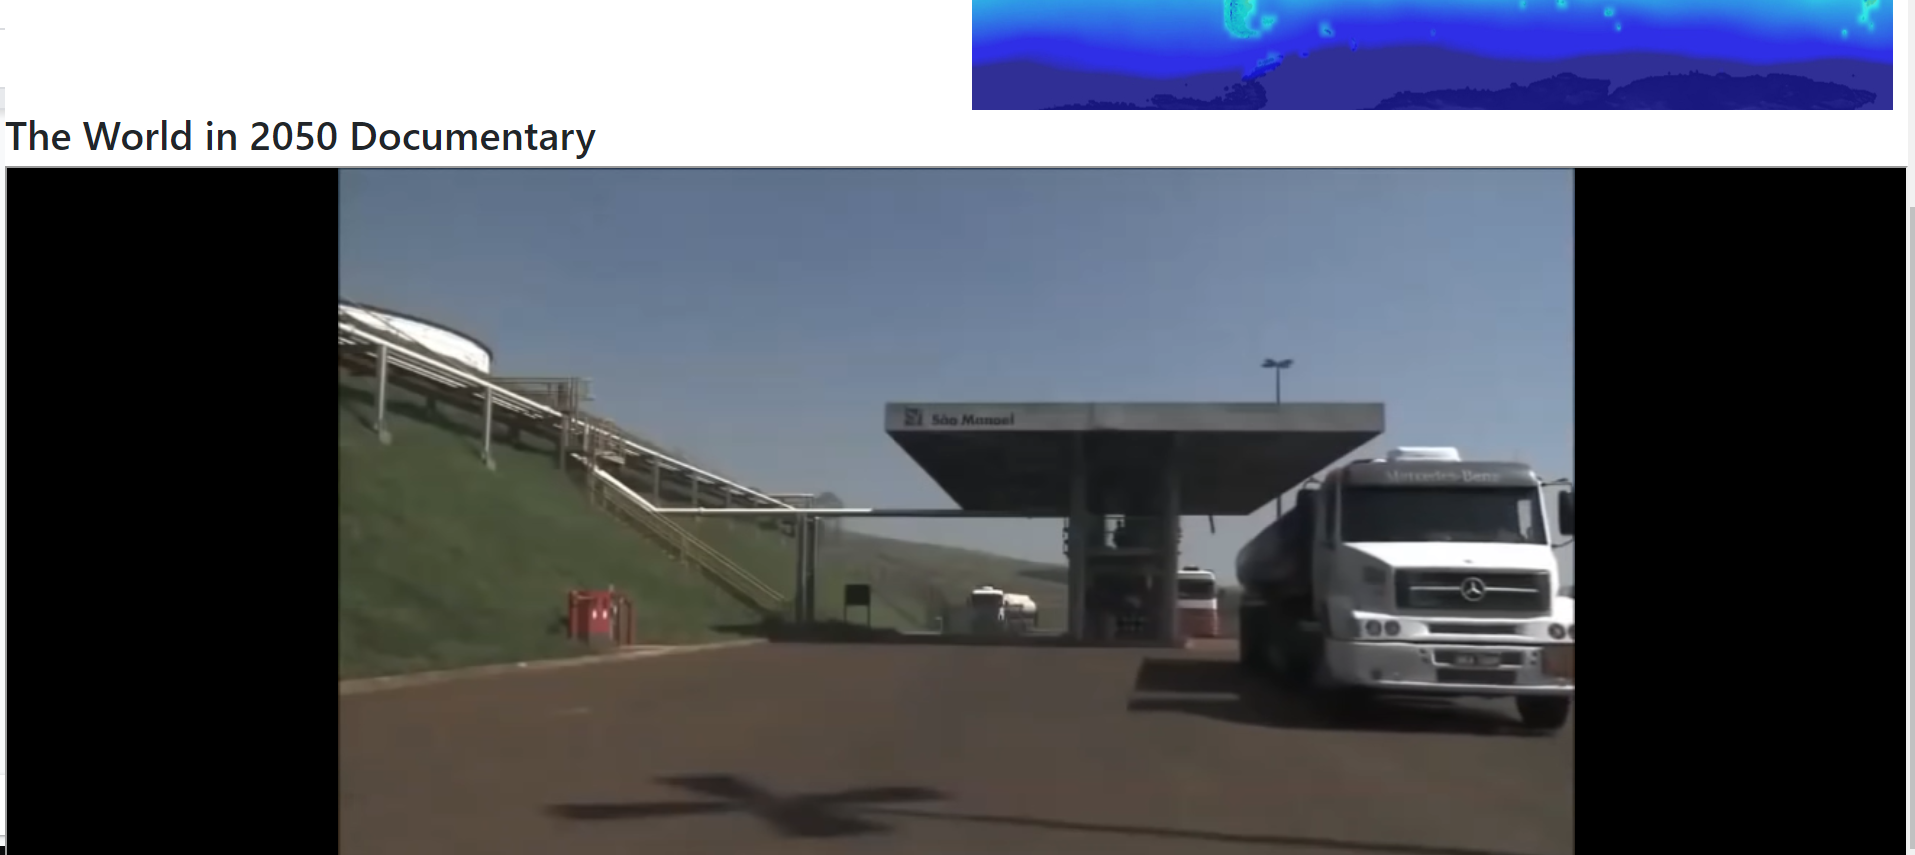 The World in 2050 Documentary
São Manoel
Mercedes-Benz